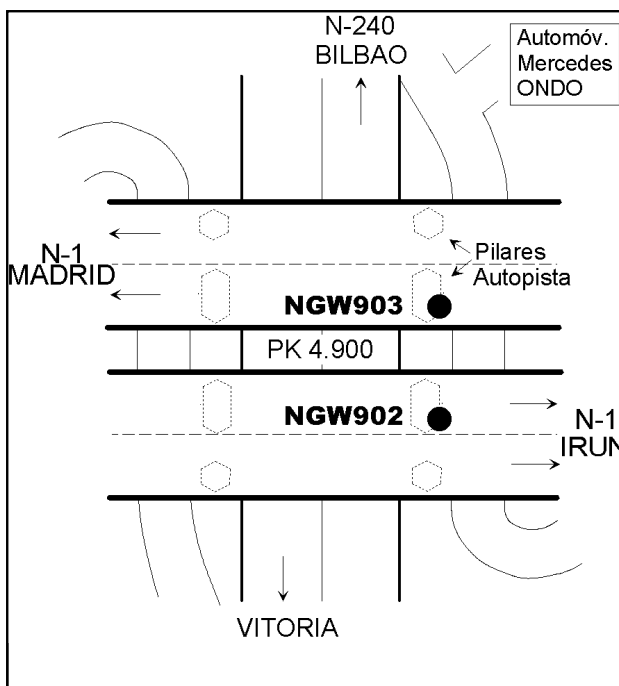 N-240
BILBAO
Automóv.
Mercedes
ONDO
N-1
MADRID
Pilares
Autopista
NGW903
PK 4.900
NGW902
N-1
IRUN
VITORIA